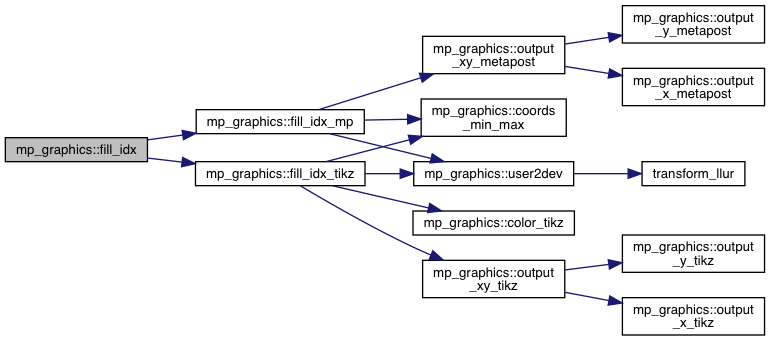 mp_graphics::fill_idx
mp_graphics::fill_idx_mp
mp_graphics::fill_idx_tikz
mp_graphics::output
_xy_metapost
mp_graphics::coords
_min_max
mp_graphics::user2dev
mp_graphics::color_tikz
mp_graphics::output
_xy_tikz
mp_graphics::output
_y_metapost
mp_graphics::output
_x_metapost
transform_llur
mp_graphics::output
_y_tikz
mp_graphics::output
_x_tikz